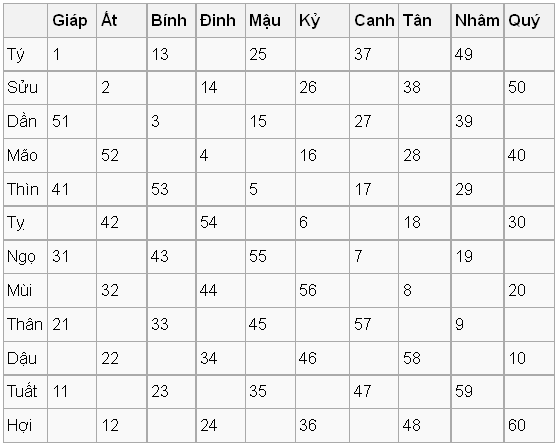 Giáp Ất Bính Đinh Mậu Kỷ Canh Tân Nhâm Quý
Tý 1 13 25 37 49
Sửu 2 14 26 38 50
Dần 51 3 15 27 39
Mão 52 4 16 28 40
Thìn 41 53 5 17 29
Tỵ 42 54 6 18 30
Ngọ 31 43 55 7 19
Mùi 32 44 56 8 20
Thân 21 33 45 57 9
Dậu 22 34 46 58 10
Tuất 11 23 35 47 59
Hợi 12 24 36 48 60